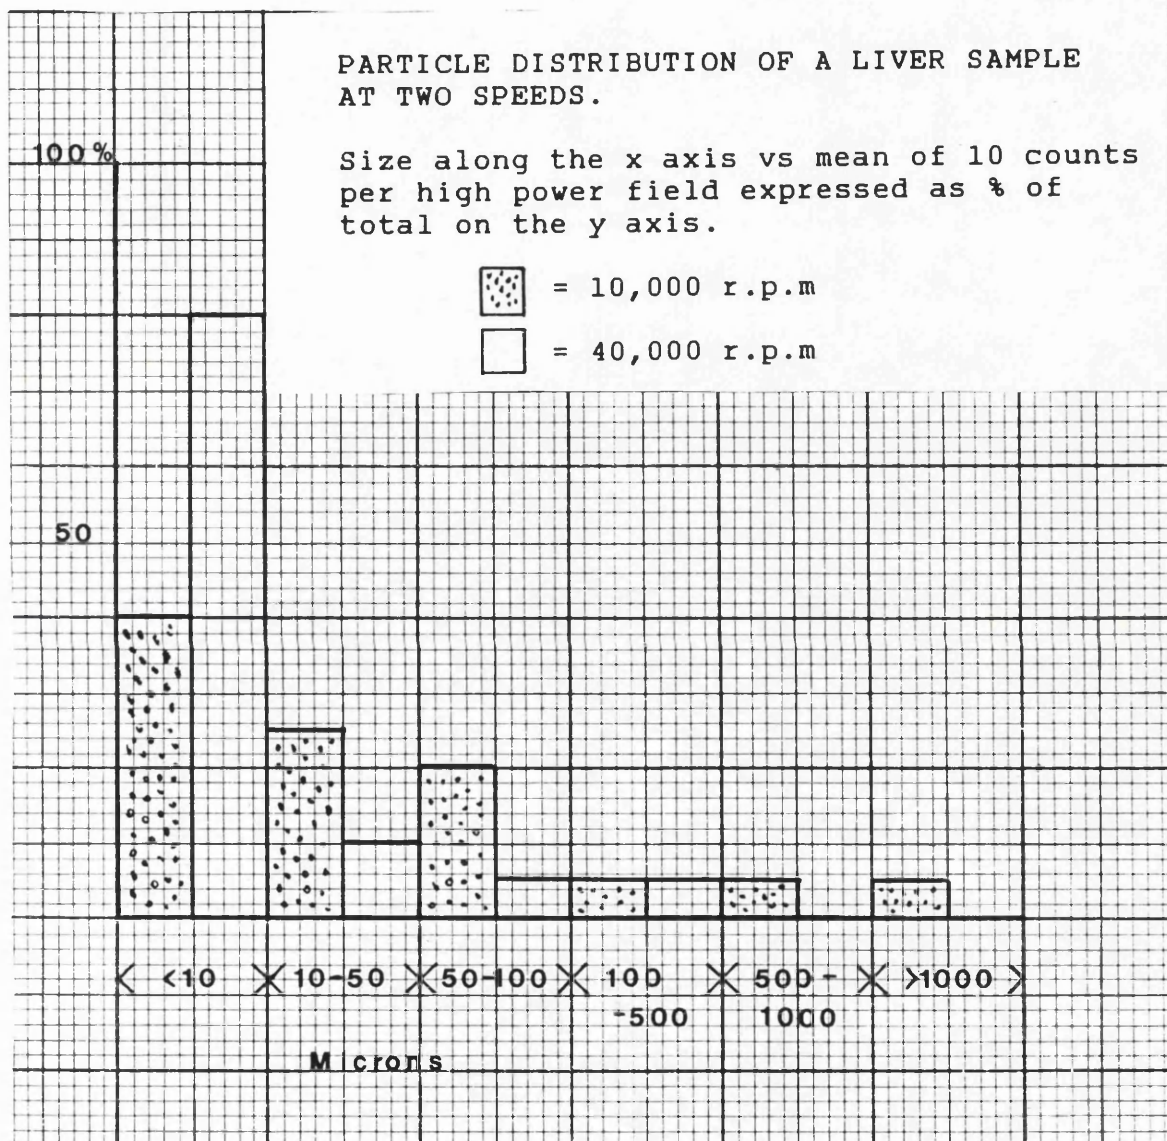 PARTICLE DISTRIBUTION OF A LIVER SAMPLE
AT TWO SPEEDS.
Size along the x axis vs mean of 10 counts
per high power field expressed as % of
total on the y axis.
= 10,000 r.p.m
= 40,000 r.p.m
100%
50
<10 10-50 50-100 100 500- >1000
-500 1000
Microns